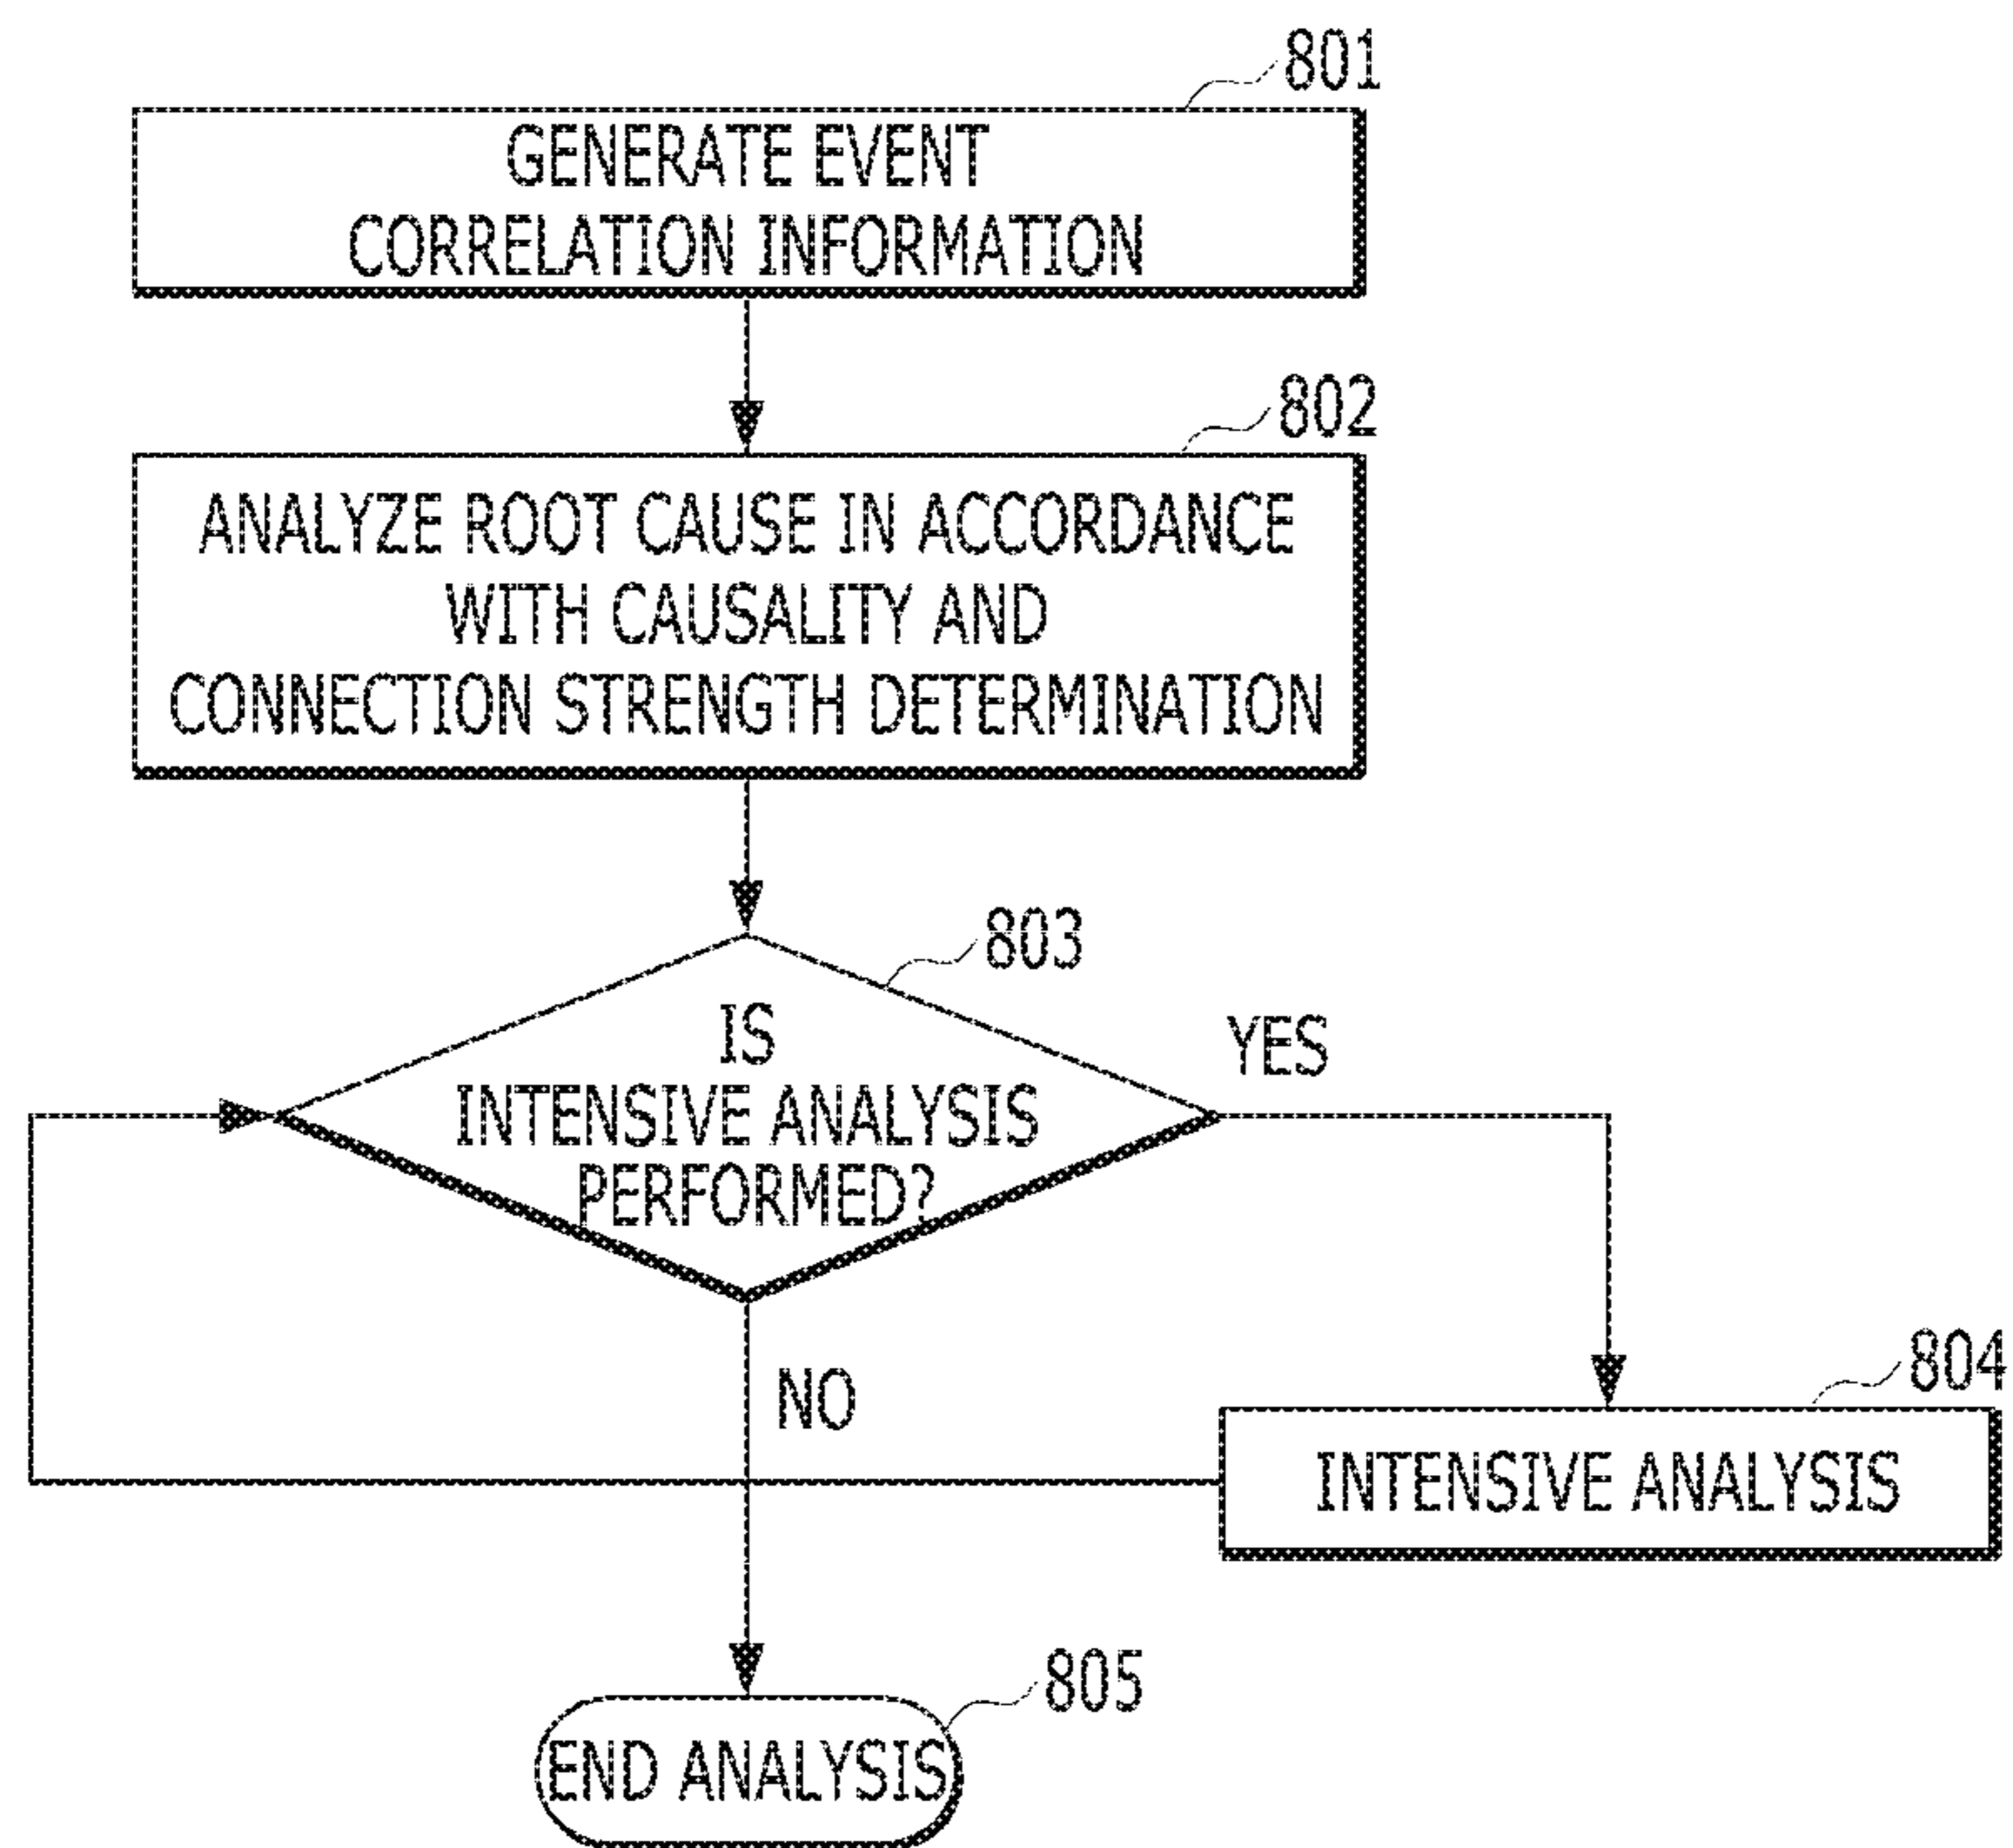 801
GENERATE EVENT
CORRELATION INFORMATION
802
ANALYZE ROOT CAUSE IN ACCORDANCE
WITH CAUSALITY AND
CONNECTION STRENGTH DETERMINATION
803
IS
INTENSIVE ANALYSIS
PERFORMED?
YES
NO
804
INTENSIVE ANALYSIS
805
END ANALYSIS